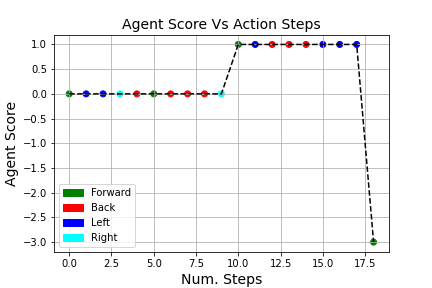 Agent Score Vs Action Steps
Agent Score
1.0
0.5
0.0
−0.5
−1.0
−1.5
−2.0
−2.5
−3.0
Forward
Back
Left
Right
0.0 2.5 5.0 7.5 10.0 12.5 15.0 17.5
Num. Steps